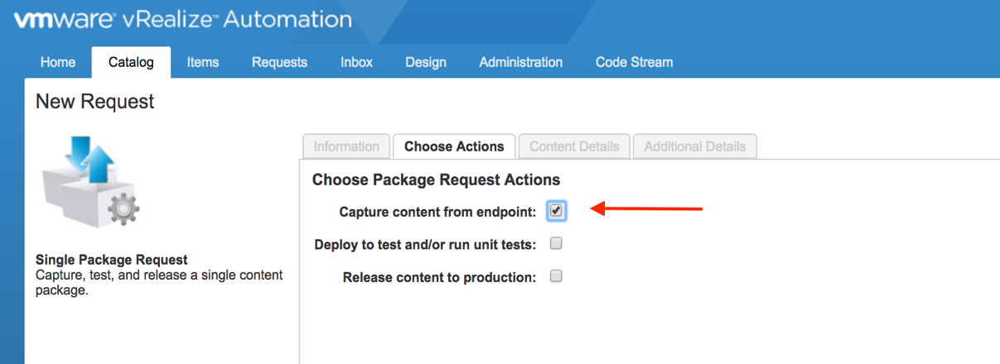 vmware® vRealize™ Automation
Home Catalog Items Requests Inbox Design Administration Code Stream
New Request
Information Choose Actions Content Details Additional Details
Choose Package Request Actions
Capture content from endpoint:
Deploy to test and/or run unit tests:
Release content to production:
Single Package Request
Capture, test, and release a single content
package.